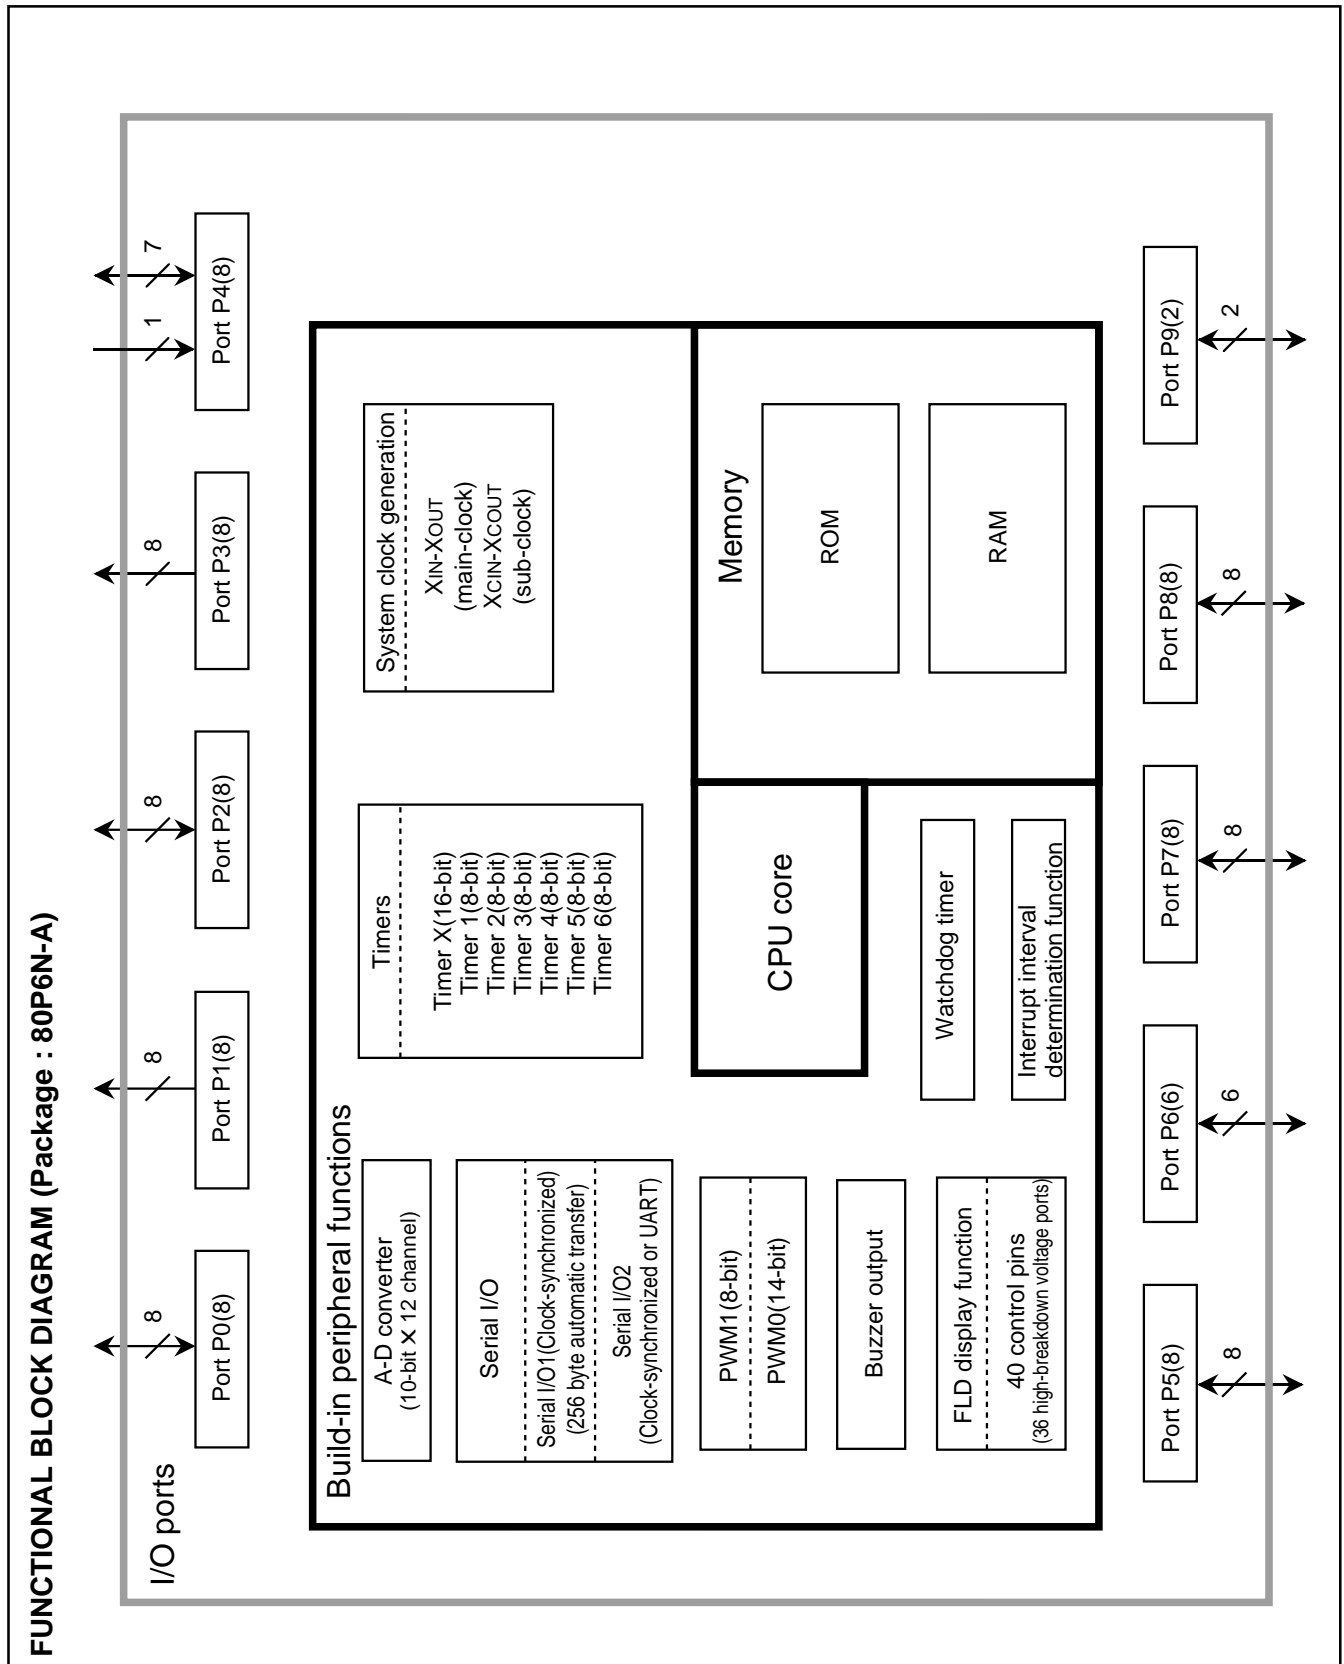 FUNCTIONAL BLOCK DIAGRAM (Package : 80P6N-A)
I/O ports
8
8
8
8
1
7
Port P0(8)
Port P1(8)
Port P2(8)
Port P3(8)
Port P4(8)
Build-in peripheral functions
A-D converter
(10-bit X 12 channel)
Serial I/O
Serial I/O1(Clock-synchronized)
(256 byte automatic transfer)
Serial I/O2
(Clock-synchronized or UART)
PWM1(8-bit)
PWM0(14-bit)
Buzzer output
FLD display function
40 control pins
(36 high-breakdown voltage ports)
Timers
Timer X(16-bit)
Timer 1(8-bit)
Timer 2(8-bit)
Timer 3(8-bit)
Timer 4(8-bit)
Timer 5(8-bit)
Timer 6(8-bit)
CPU core
Watchdog timer
Interrupt interval
determination function
System clock generation
XIN-XOUT
(main-clock)
XCIN-XCOUT
(sub-clock)
Memory
ROM
RAM
Port P5(8)
Port P6(6)
Port P7(8)
Port P8(8)
Port P9(2)
8
6
8
8
2